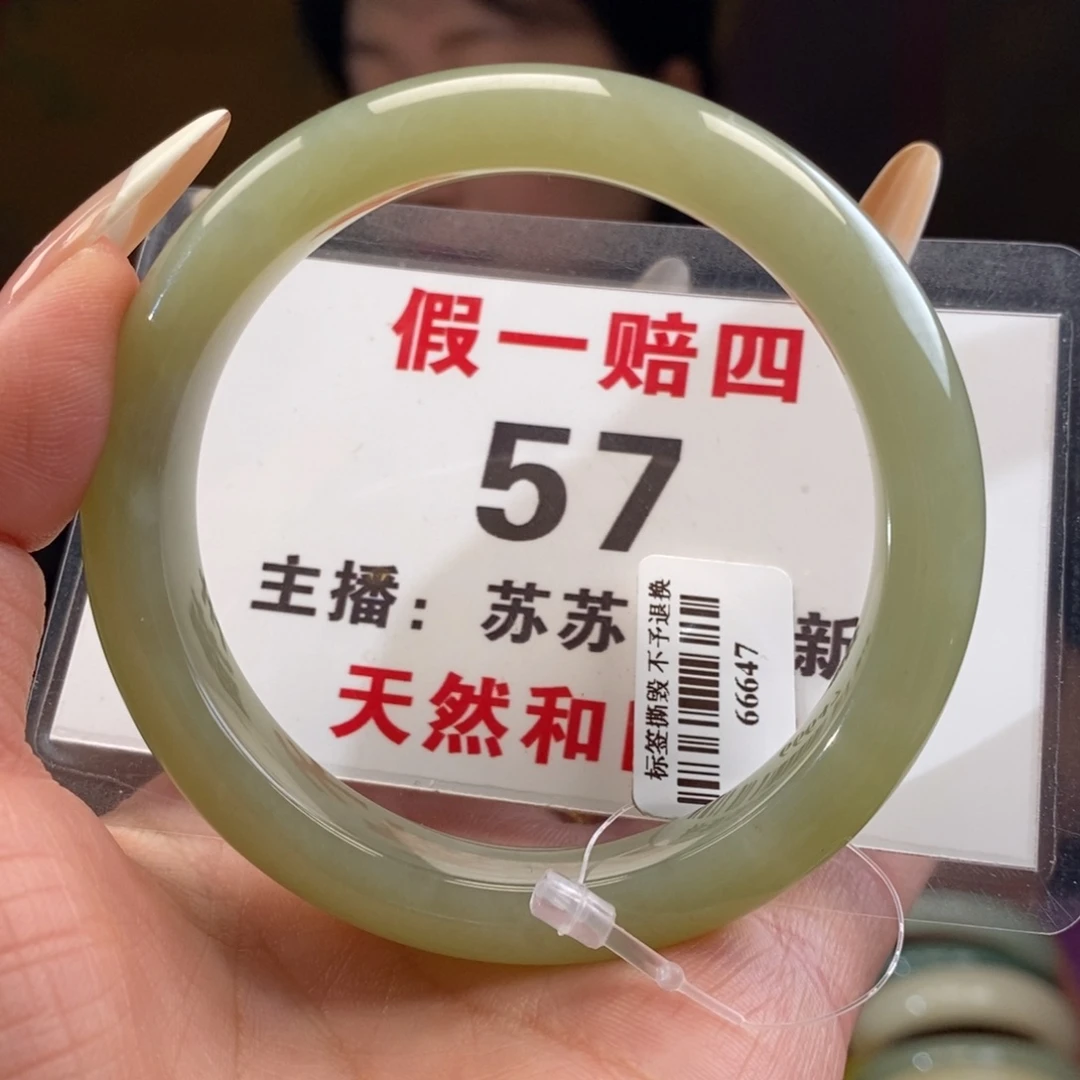 假一赔四
57
主播：苏苏 新
天然和
标签撕毁 不予退换
66647